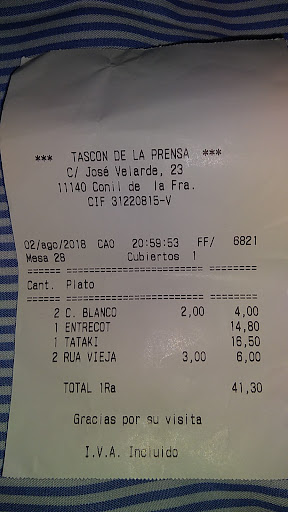 *** TASCON DE LA PRENSA ***
C/ José Velarde, 23
11140 Conil de la Fra.
CIF 31220815-V
02/ago/2018 CAO 20:59:53 FF/ 6821
Mesa 28 Cubiertos 1
====== ======================= ========
Cant. Plato
====== ======================= ========
2 C. BLANCO 2,00 4,00
1 ENTRECOT 14,80
1 TATAKI 16,50
2 RUA VIEJA 3,00 6,00
TOTAL 1Ra 41,30
Gracias por su visita
I.V.A. Incluido